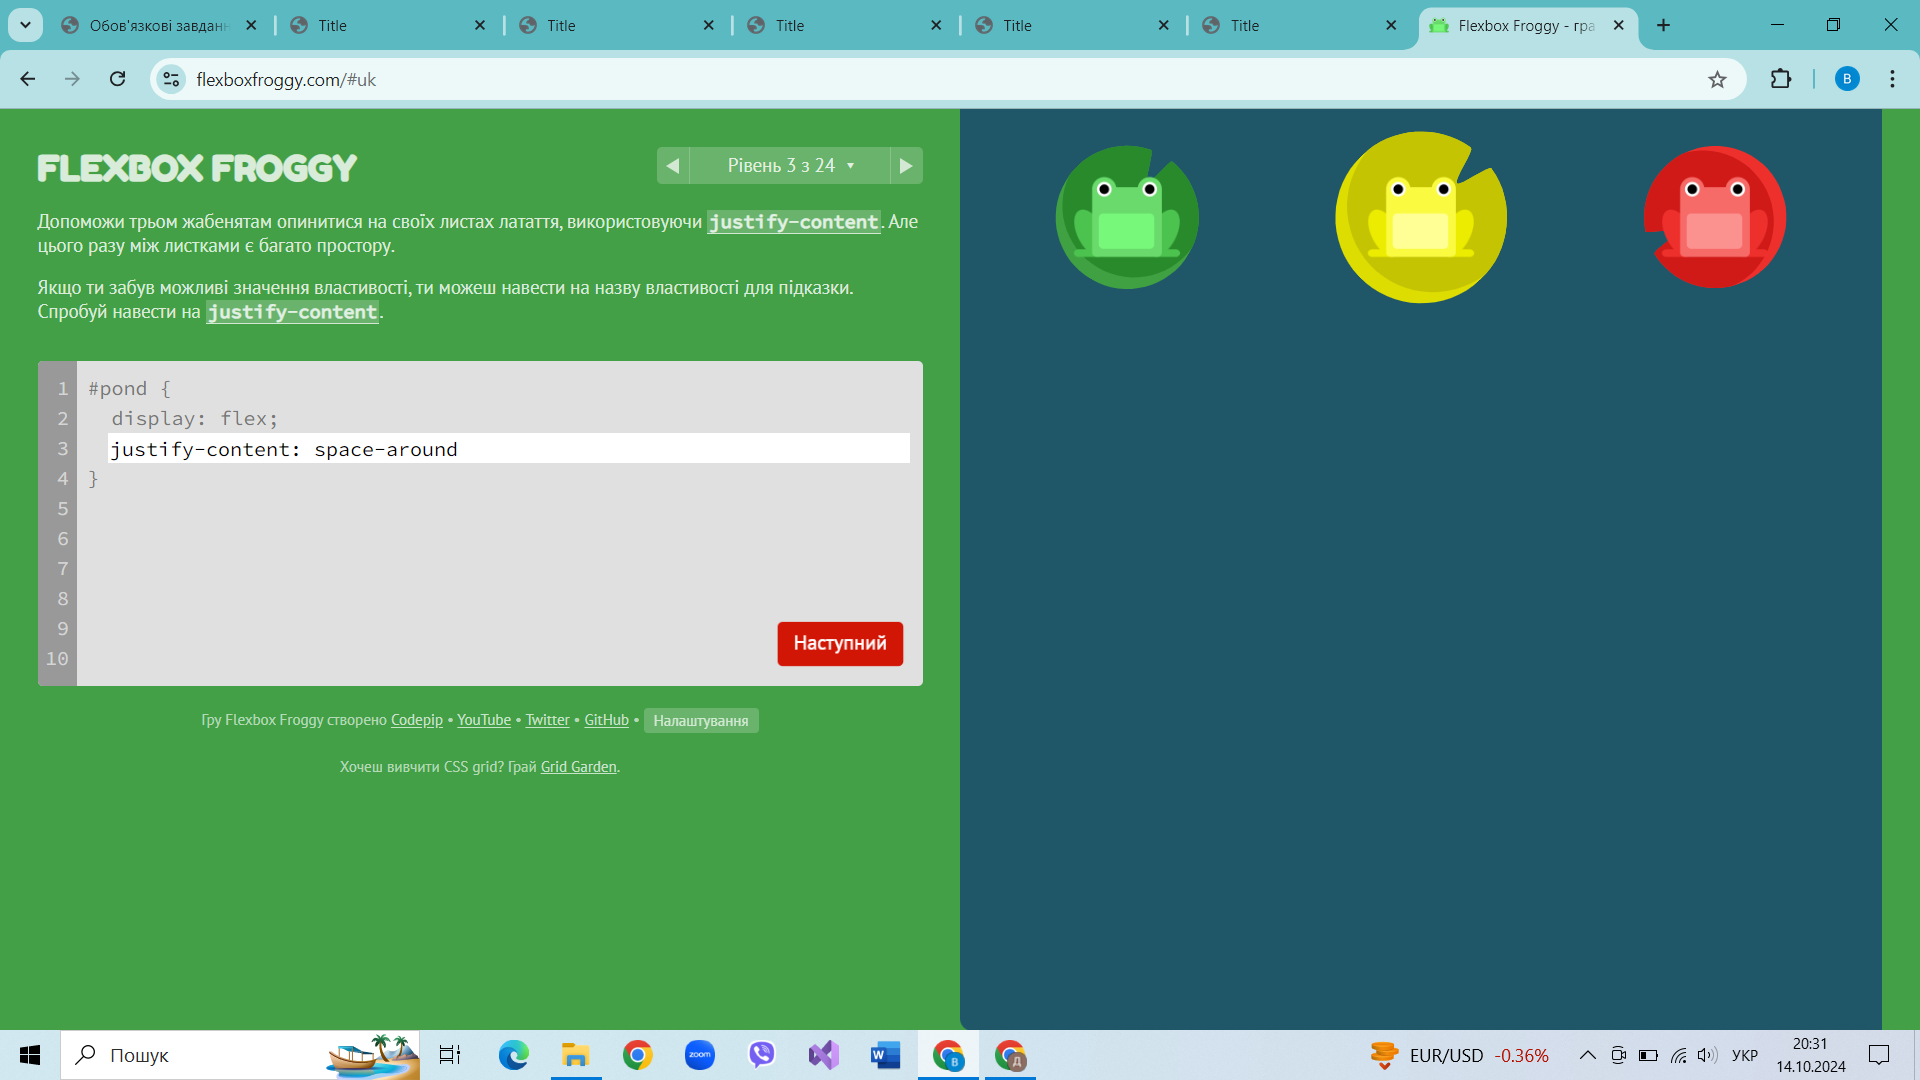 Обов'язкові завданн
Title
Title
Title
Title
Title
Flexbox Froggy - гра
flexboxfroggy.com/#uk
B
FLEXBOX FROGGY
Рівень 3 з 24
Допоможи трьом жабенятам опинитися на своїх листах латаття, використовуючи justify-content. Але
цього разу між листками є багато простору.
Якщо ти забув можливі значення властивості, ти можеш навести на назву властивості для підказки.
Спробуй навести на justify-content.
1 #pond {
2 display: flex;
3 justify-content: space-around
4 }
5
6
7
8
9
10
Наступний
Гру Flexbox Froggy створено Codepip • YouTube • Twitter • GitHub • Налаштування
Хочеш вивчити CSS grid? Грай Grid Garden.
Пошук
zoom
W
B
Д
EUR/USD -0.36%
УКР
20:31
14.10.2024